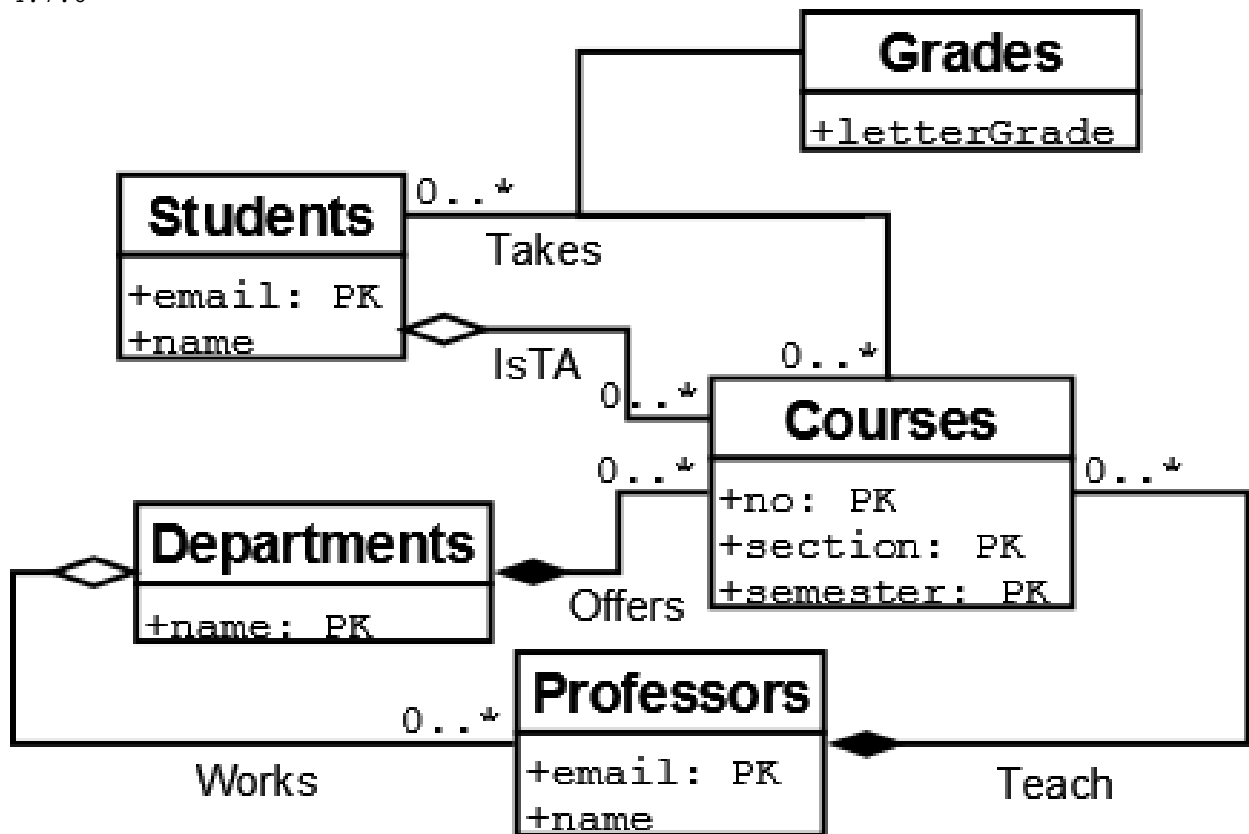 Grades
+letterGrade
0..*
Students
Takes
+email: PK
+name
IsTA
0..*
0..*
Courses
0..*
0..*
+no: PK
+section: PK
+semester: PK
Departments
Offers
+name: PK
Professors
0..*
+email: PK
+name
Works
Teach